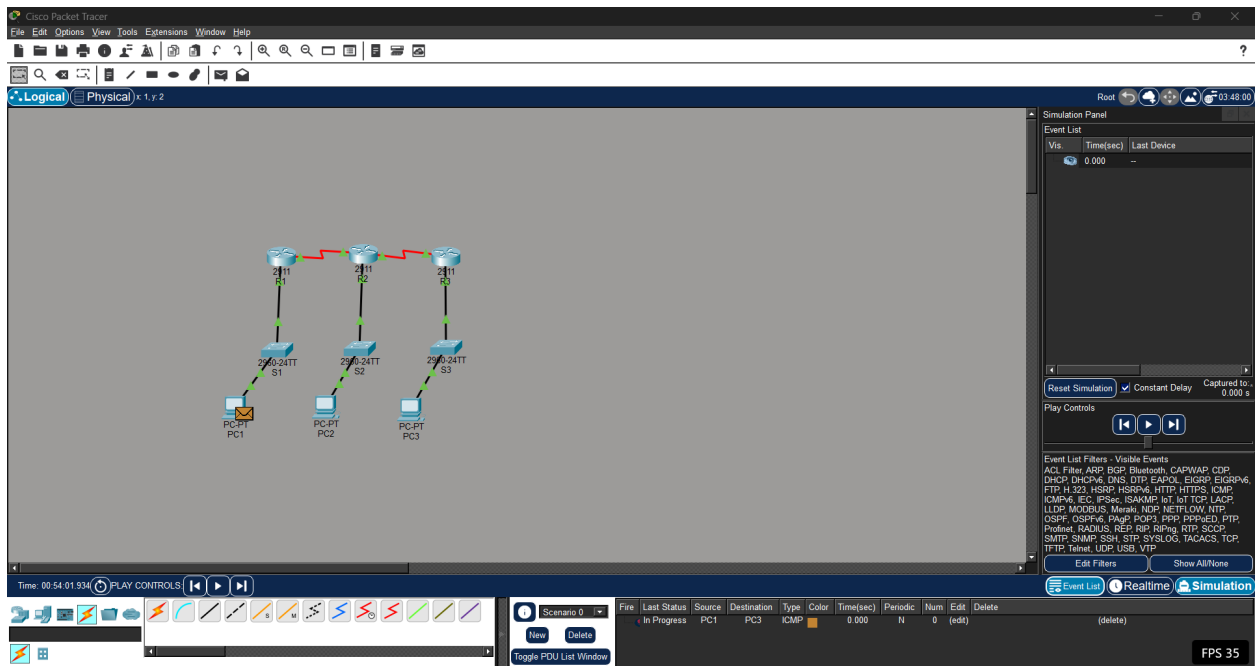 Cisco Packet Tracer
File Edit Options View Tools Extensions Window Help
?
Logical Physical x: 1, y: 2
Root 03:48:00
Simulation Panel
Event List
Vis. Time(sec) Last Device
0.000 --
2911
R1
2911
R2
2911
R3
2960-24TT
S1
2960-24TT
S2
2960-24TT
S3
PC-PT
PC1
PC-PT
PC2
PC-PT
PC3
Reset Simulation Constant Delay
Captured to:
0.000 s
Play Controls
Event List Filters - Visible Events
ACL Filter, ARP, BGP, Bluetooth, CAPWAP, CDP,
DHCP, DHCPv6, DNS, DTP, EAPOL, EIGRP, EIGRPv6,
FTP, H.323, HSRP, HSRPv6, HTTP, HTTPS, ICMP,
ICMPv6, IEC, IPSec, ISAKMP, IoT, IoT TCP, LACP,
LLDP, MODBUS, Meraki, NDP, NETFLOW, NTP,
OSPF, OSPFv6, PAgP, POP3, PPP, PPPoED, PTP,
Profinet, RADIUS, REP, RIP, RIPng, RTP, SCCP,
SMTP, SNMP, SSH, STP, SYSLOG, TACACS, TCP,
TFTP, Telnet, UDP, USB, VTP
Edit Filters Show All/None
Time: 00:54:01.934 PLAY CONTROLS:
Event List Realtime Simulation
Scenario 0
New Delete
Toggle PDU List Window
Fire Last Status Source Destination Type Color Time(sec) Periodic Num Edit Delete
In Progress PC1 PC3 ICMP 0.000 N 0 (edit) (delete)
FPS 35